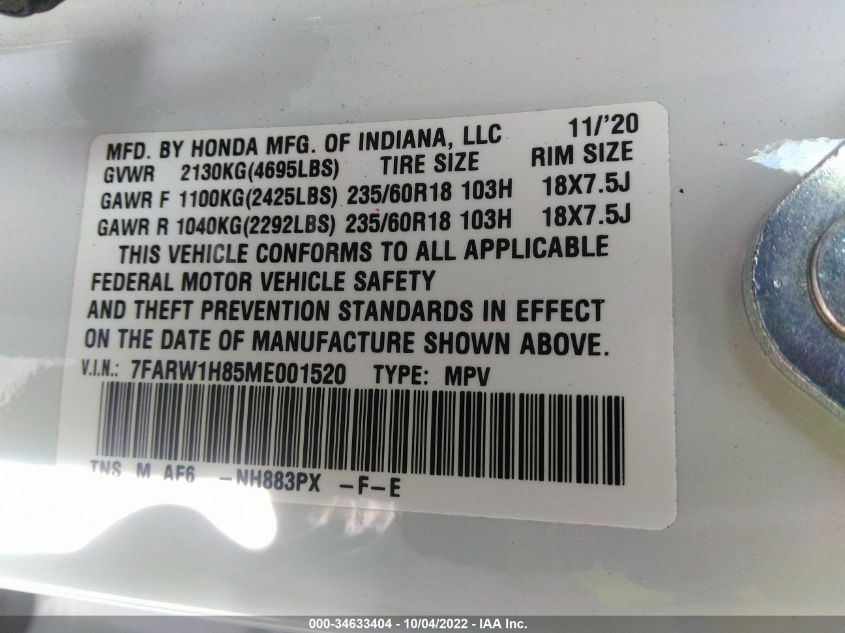 MFD. BY HONDA MFG. OF INDIANA, LLC 11/'20
GVWR 2130KG(4695LBS) TIRE SIZE RIM SIZE
GAWR F 1100KG(2425LBS) 235/60R18 103H 18X7.5J
GAWR R 1040KG(2292LBS) 235/60R18 103H 18X7.5J
THIS VEHICLE CONFORMS TO ALL APPLICABLE
FEDERAL MOTOR VEHICLE SAFETY
AND THEFT PREVENTION STANDARDS IN EFFECT
ON THE DATE OF MANUFACTURE SHOWN ABOVE.
V.I.N.: 7FARW1H85ME001520 TYPE: MPV
TNS M AF6 -NH883PX -F-E
000-34633404 - 10/04/2022 - IAA Inc.